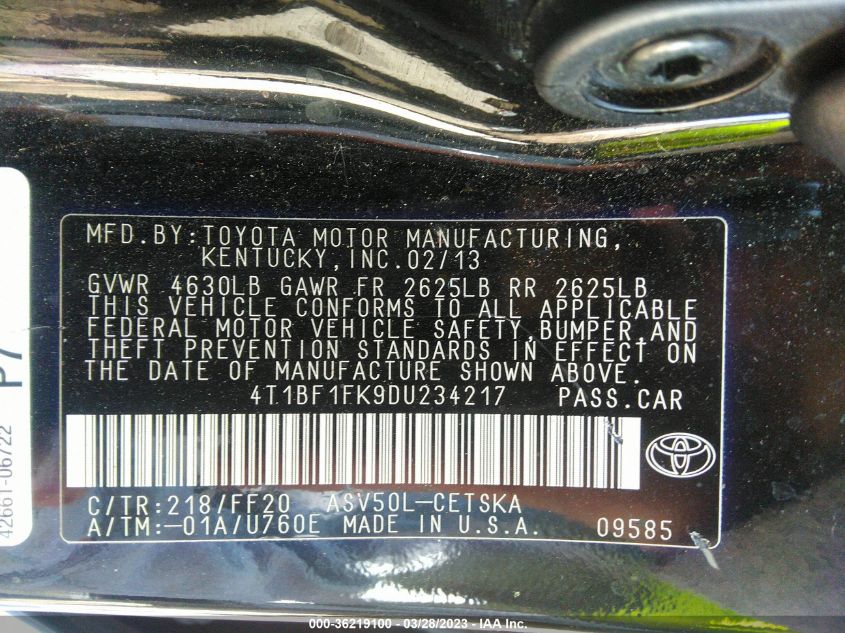 MFD.BY:TOYOTA MOTOR MANUFACTURING,
KENTUCKY,INC.02/13
GVWR 4630LB GAWR FR 2625LB RR 2625LB
THIS VEHICLE CONFORMS TO ALL APPLICABLE
FEDERAL MOTOR VEHICLE SAFETY,BUMPER,AND
THEFT PREVENTION STANDARDS IN EFFECT ON
THE DATE OF MANUFACTURE SHOWN ABOVE.
4T1BF1FK9DU234217 PASS.CAR
C/TR:218/FF20 ASV50L-CETSKA
A/TM:-01A/U760E MADE IN U.S.A. 09585
P7
42661-06722
000-36219100 - 03/28/2023 - IAA Inc.